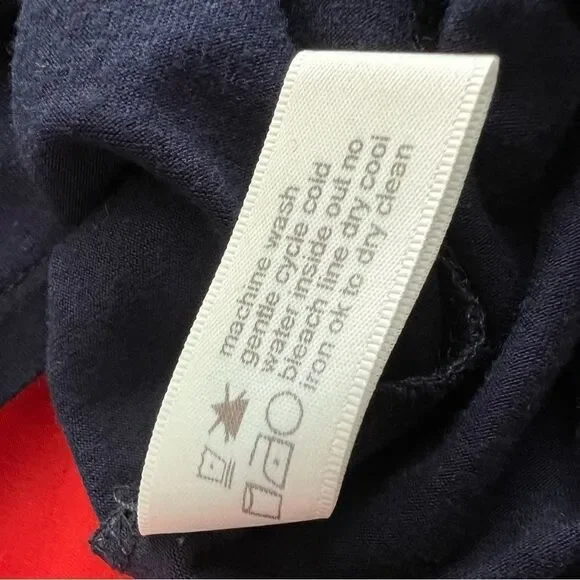 machine wash
gentle cycle cold
water inside out no
bleach line dry cool
iron ok to dry clean